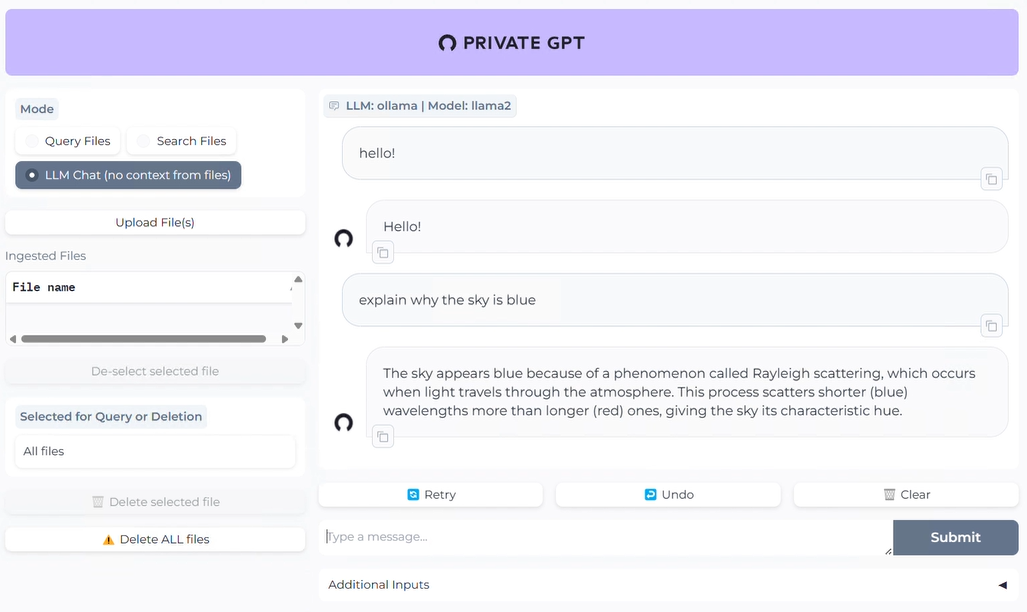 PRIVATE GPT
Mode
Query Files
Search Files
LLM Chat (no context from files)
Upload File(s)
Ingested Files
File name
De-select selected file
Selected for Query or Deletion
All files
Delete selected file
Delete ALL files
LLM: ollama | Model: llama2
hello!
Hello!
explain why the sky is blue
The sky appears blue because of a phenomenon called Rayleigh scattering, which occurs
when light travels through the atmosphere. This process scatters shorter (blue)
wavelengths more than longer (red) ones, giving the sky its characteristic hue.
Retry
Undo
Clear
Type a message...
Submit
Additional Inputs